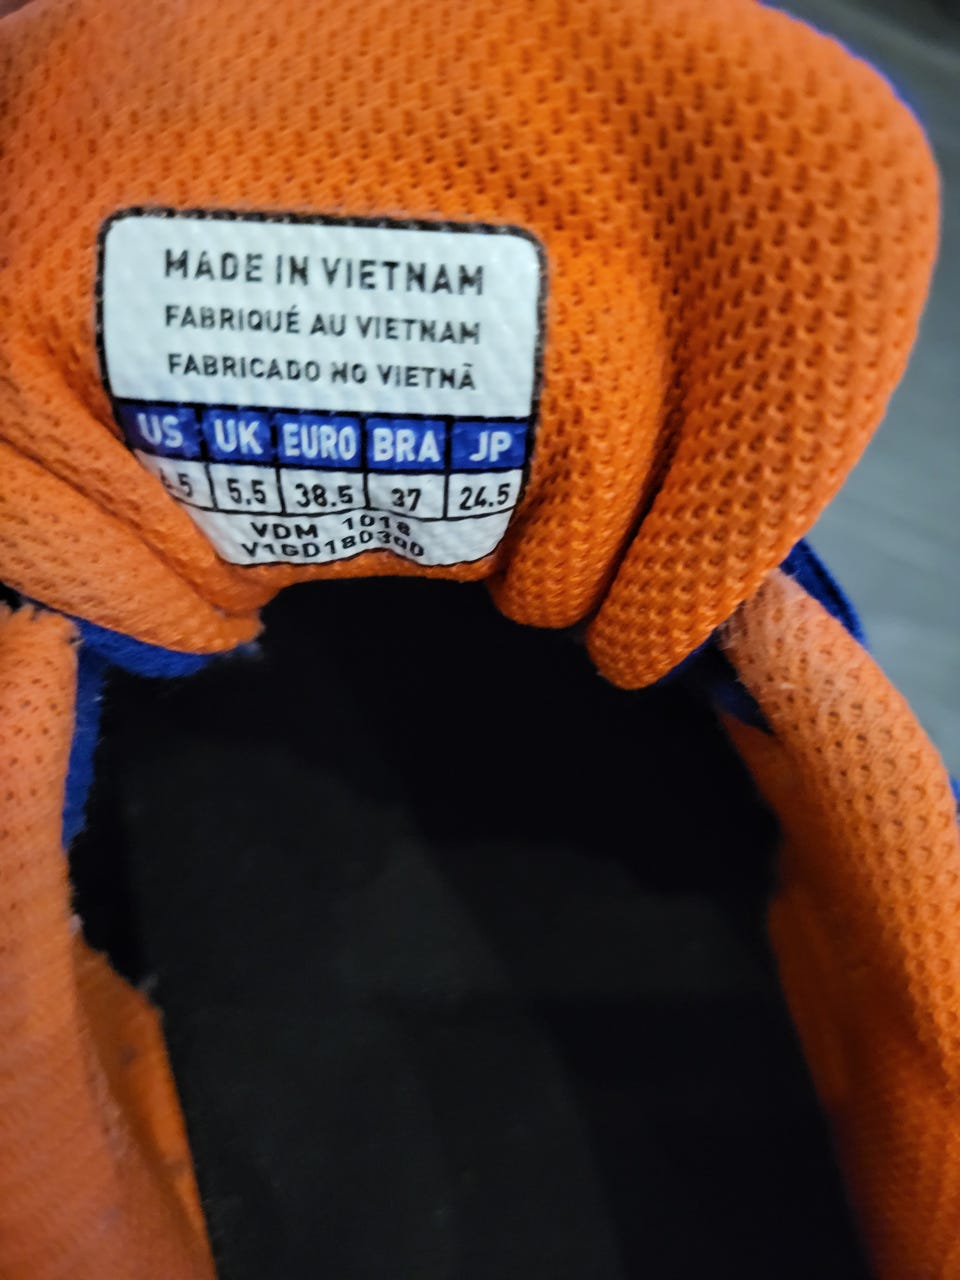 MADE IN VIETNAM
FABRIQUÉ AU VIETNAM
FABRICADO NO VIETNÃ
US UK EURO BRA JP
5.5 38.5 37 24.5
VDM 1018